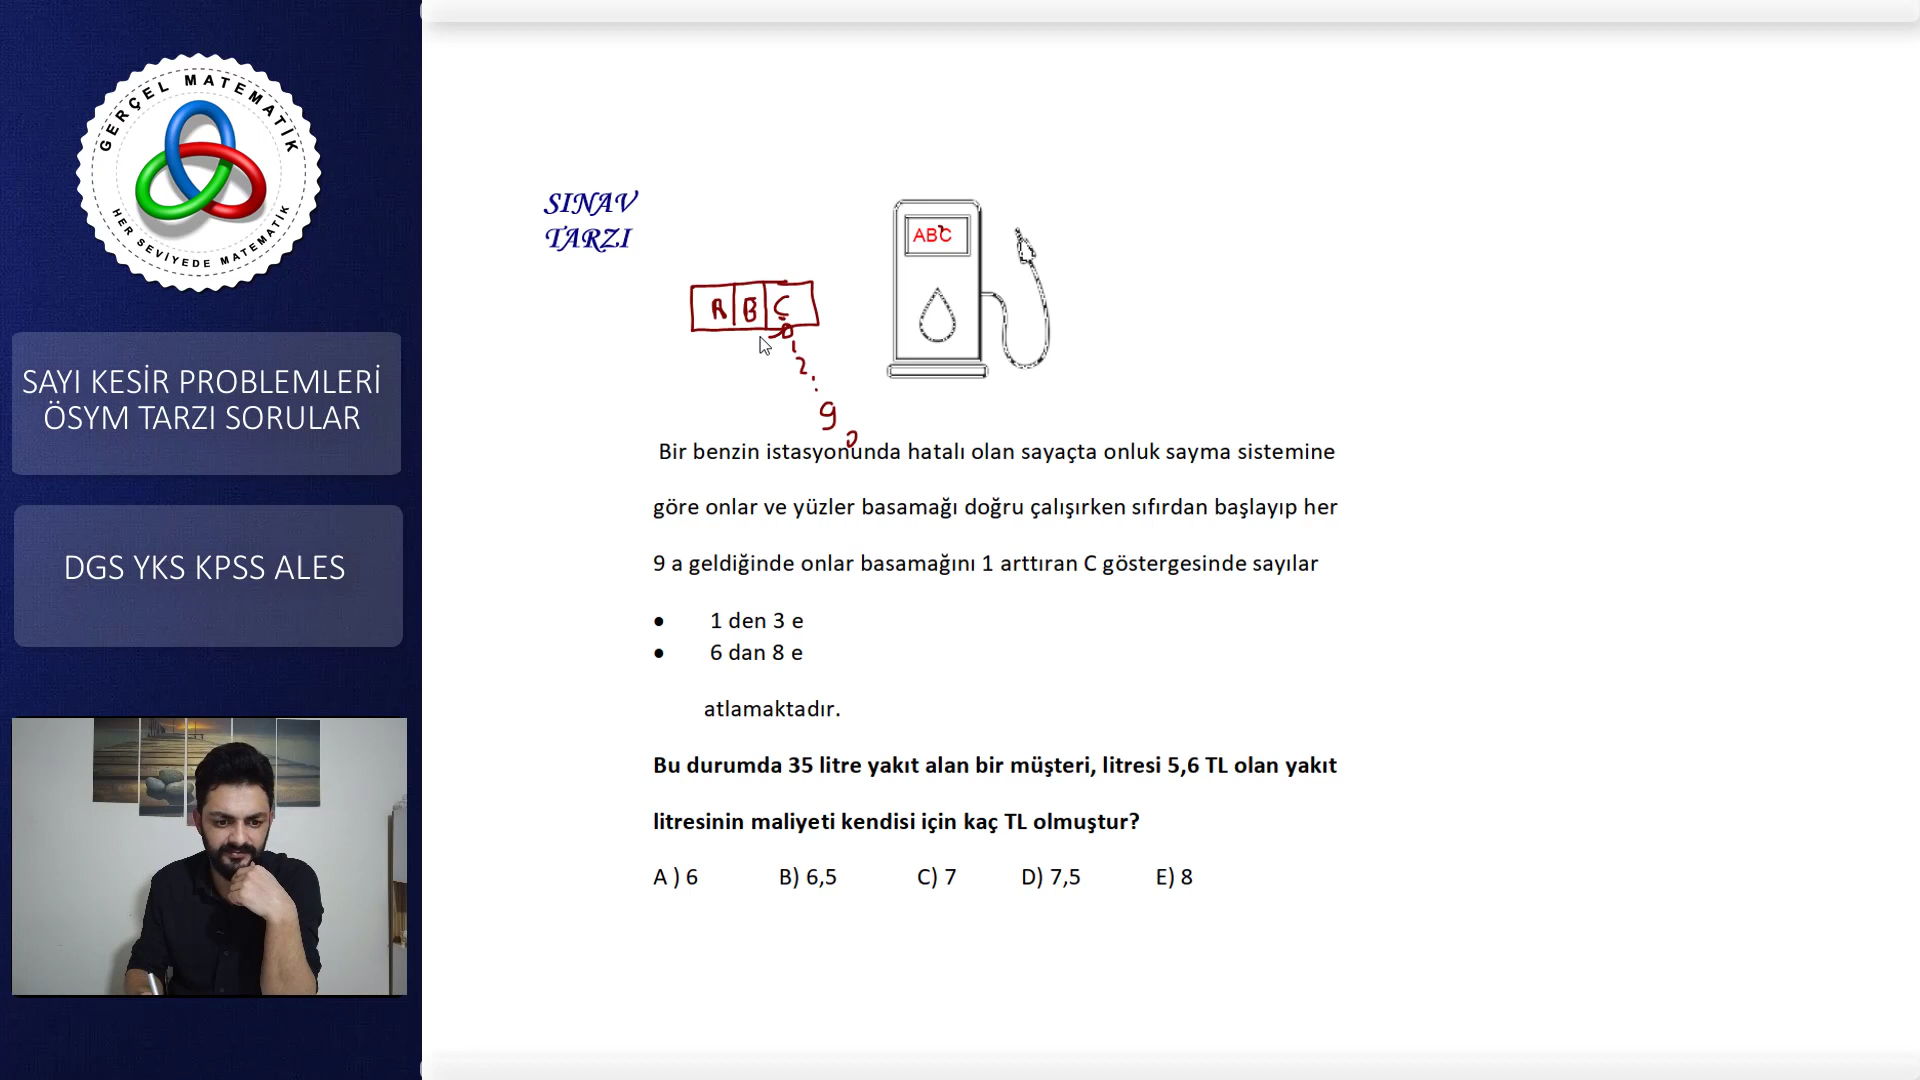 GERÇEL MATEMATİK
HER SEVİYEDE MATEMATİK
SAYI KESİR PROBLEMLERİ
ÖSYM TARZI SORULAR
DGS YKS KPSS ALES
SINAV
TARZI
ABC
A B C
0
1
2
9
0
Bir benzin istasyonunda hatalı olan sayaçta onluk sayma sistemine
göre onlar ve yüzler basamağı doğru çalışırken sıfırdan başlayıp her
9 a geldiğinde onlar basamağını 1 arttıran C göstergesinde sayılar
• 1 den 3 e
• 6 dan 8 e
atlamaktadır.
Bu durumda 35 litre yakıt alan bir müşteri, litresi 5,6 TL olan yakıt
litresinin maliyeti kendisi için kaç TL olmuştur?
A ) 6 B) 6,5 C) 7 D) 7,5 E) 8